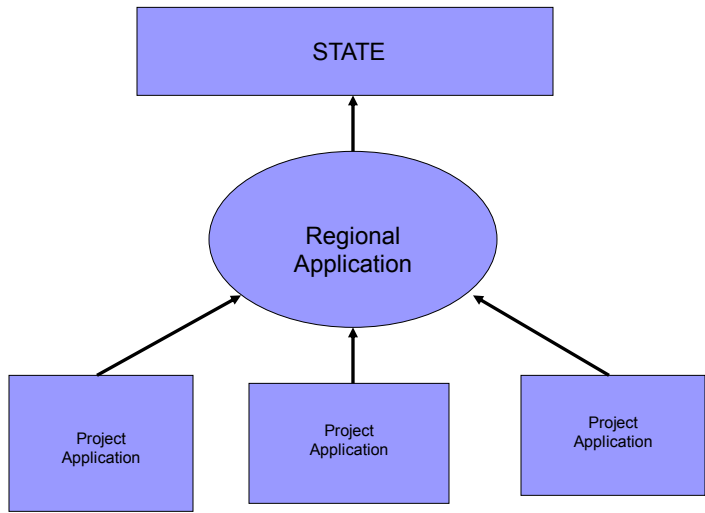 STATE
Regional
Application
Project
Application
Project
Application
Project
Application